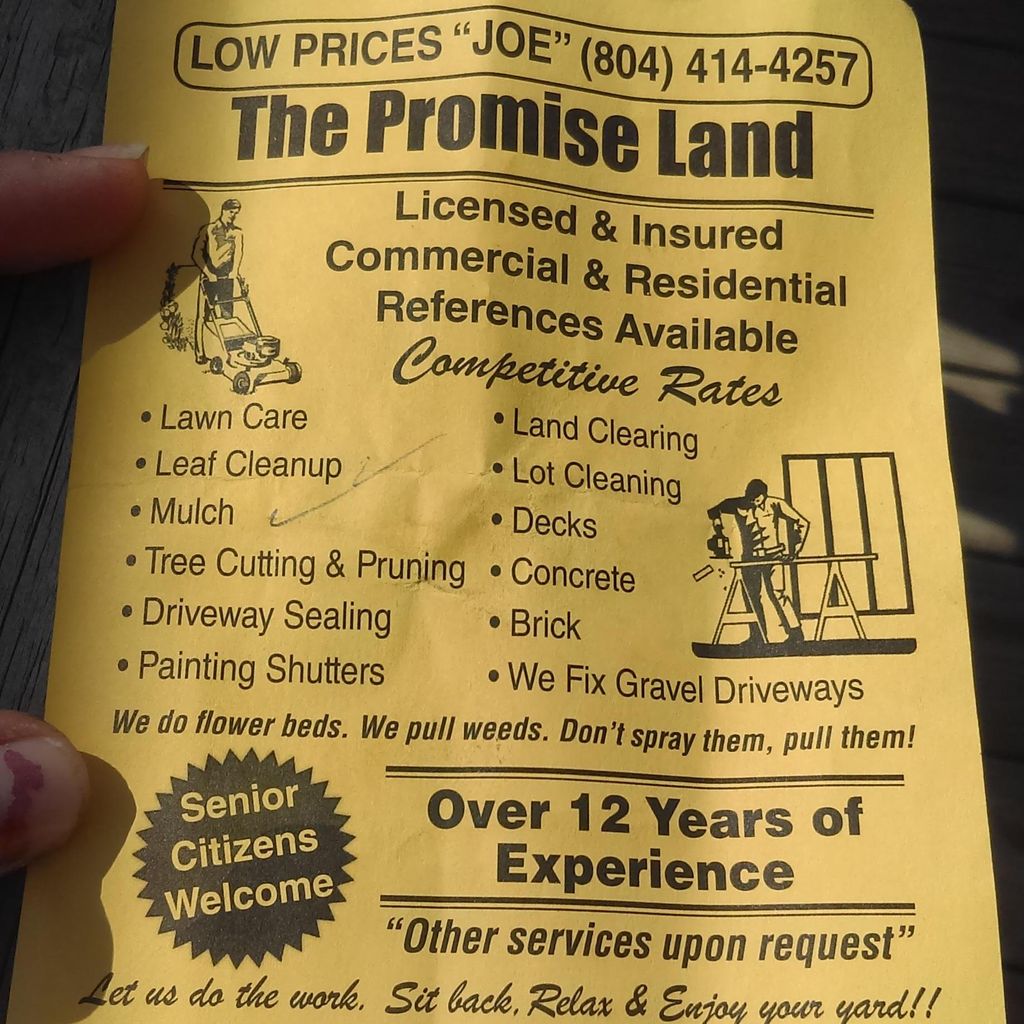 LOW PRICES “JOE” (804) 414-4257
The Promise Land
Licensed & Insured
Commercial & Residential
References Available
Competitive Rates
• Lawn Care
• Leaf Cleanup
• Mulch
• Tree Cutting & Pruning
• Driveway Sealing
• Painting Shutters
• Land Clearing
• Lot Cleaning
• Decks
• Concrete
• Brick
• We Fix Gravel Driveways
We do flower beds. We pull weeds. Don’t spray them, pull them!
Senior
Citizens
Welcome
Over 12 Years of
Experience
“Other services upon request”
Let us do the work. Sit back, Relax & Enjoy your yard!!